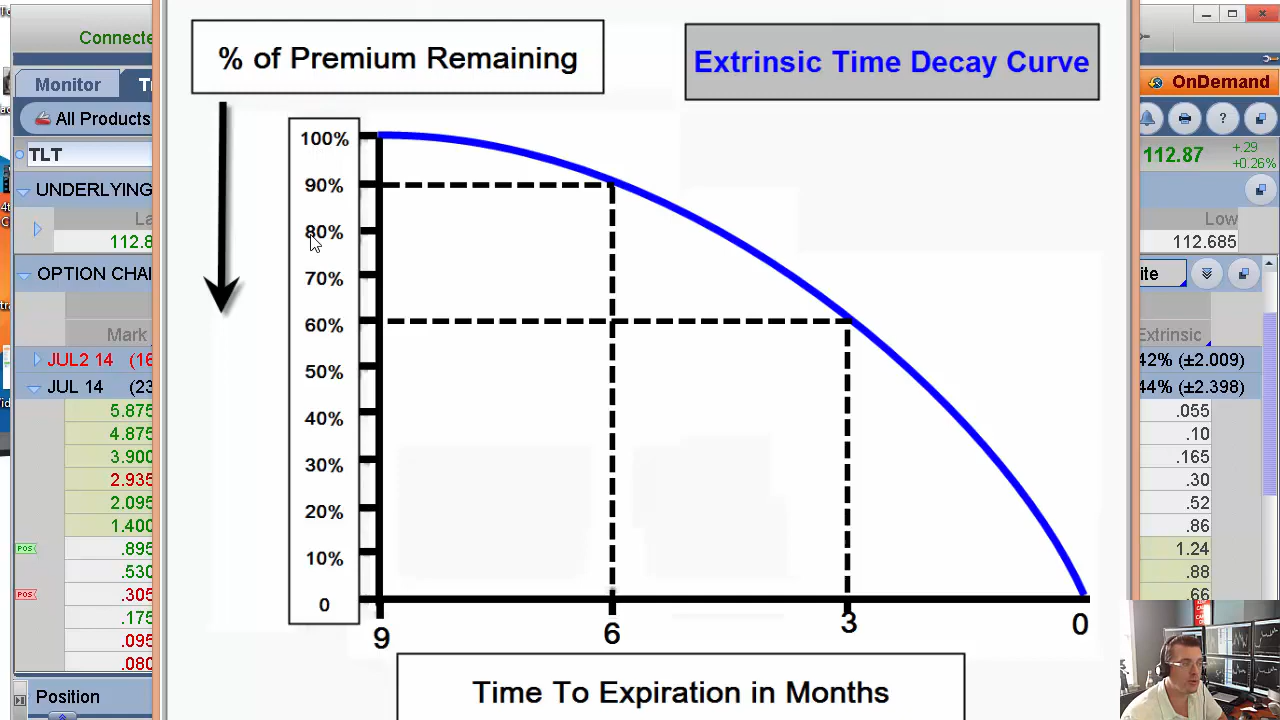 Connecte
Monitor
All Products
TLT
UNDERLYING
La
112.8
OPTION CHAI
Mark
JUL2 14 (16
JUL 14 (23
5.875
4.875
3.900
2.935
2.095
1.400
POS .895
.530
POS .305
.175
.095
.080
Position
% of Premium Remaining
Extrinsic Time Decay Curve
100%
90%
80%
70%
60%
50%
40%
30%
20%
10%
0
9
6
3
0
Time To Expiration in Months
OnDemand
?
112.87
+.29
+0.26%
Low
112.685
ite
Extrinsic
42% (±2.009)
44% (±2.398)
.055
.10
.165
.30
.52
.86
1.24
.88
.66